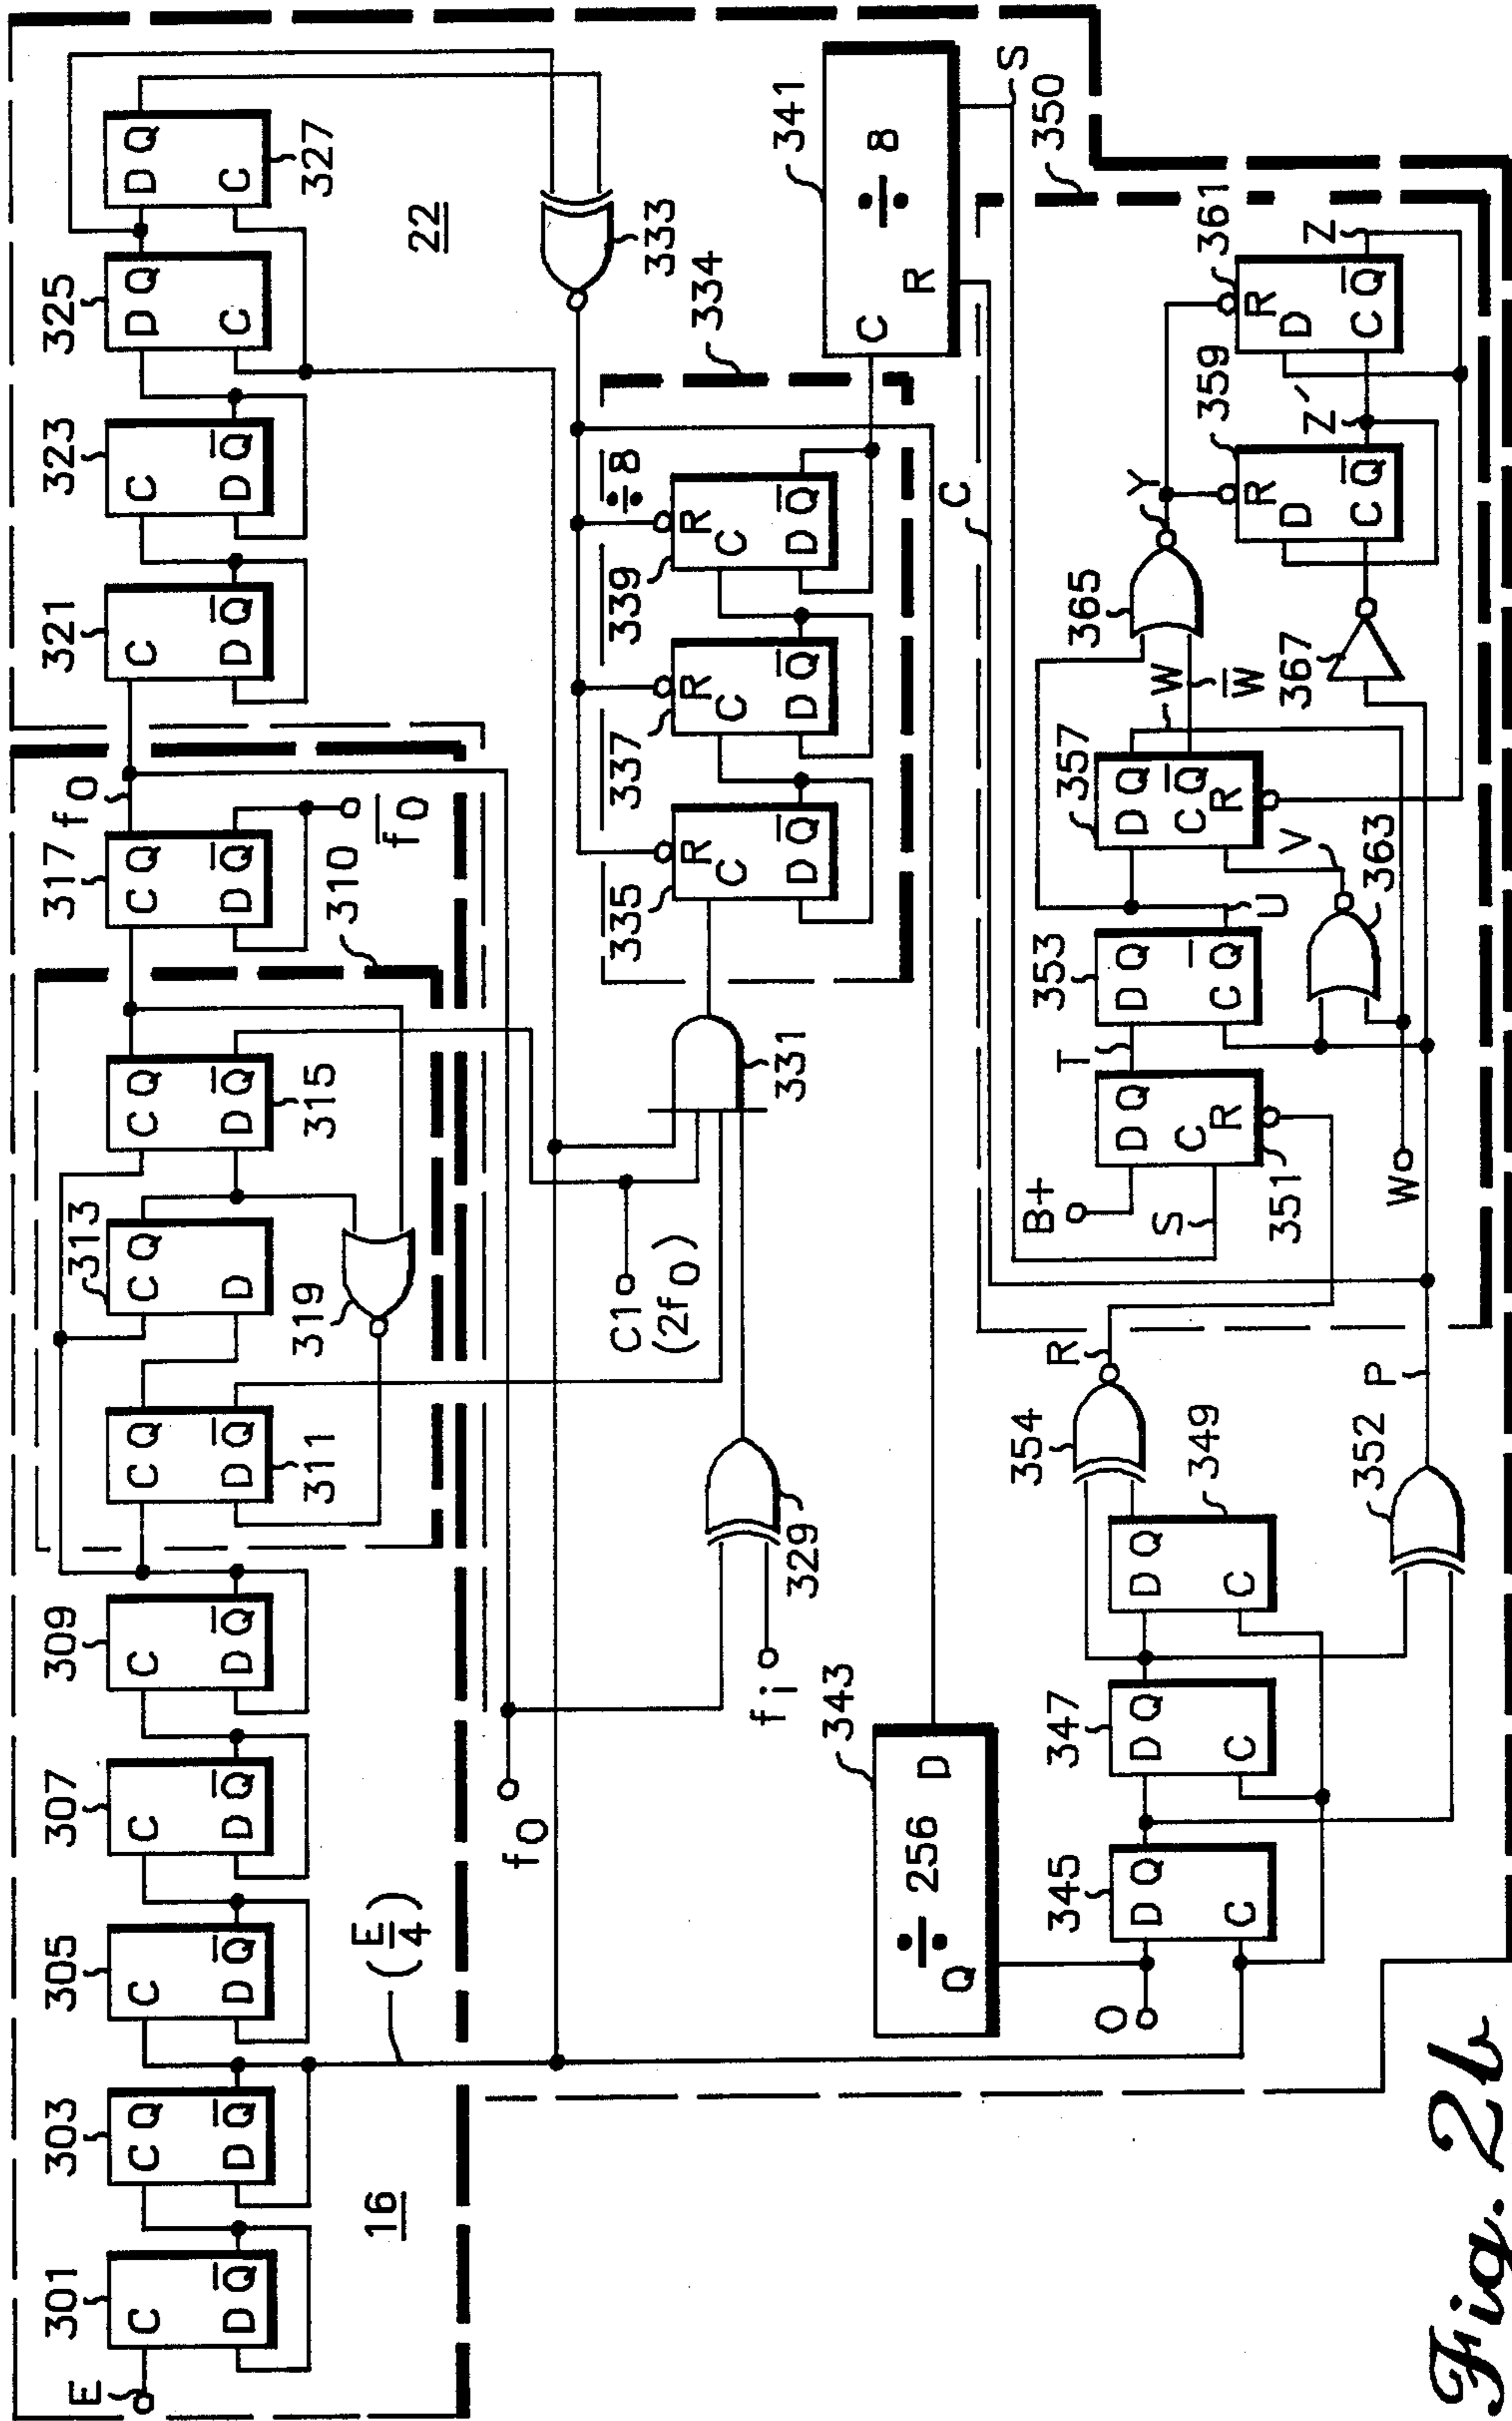 E
301
C
D Q̅
303
C Q
D Q̅
305
C
D Q̅
307
C
D Q̅
309
C
D Q̅
311
C Q
D Q̅
313
C Q
D
315
C Q
D Q̅
317
C Q
D Q̅
f0
f̅0̅
310
319
321
C
D Q̅
323
C
D Q̅
325
D Q
C
327
D Q
C
16
22
(E/4)
f0
fi
329
C1
(2f0)
331
333
334
÷8
335
R
C
D Q̅
337
R
C
D Q̅
339
R
C
D Q̅
341
C
÷ 8
R
S
350
343
÷ 256
Q
D
C
O
345
D Q
C
347
D Q
C
349
D Q
C
354
R
352
P
B+
S
351
D Q
C
R
T
353
D Q
C Q̅
U
W
357
D Q
C Q̅
R
V
363
W
W̅
365
Y
367
359
R
D
C Q̅
Z'
361
R
D
C Q̅
Z
Fig. 2b